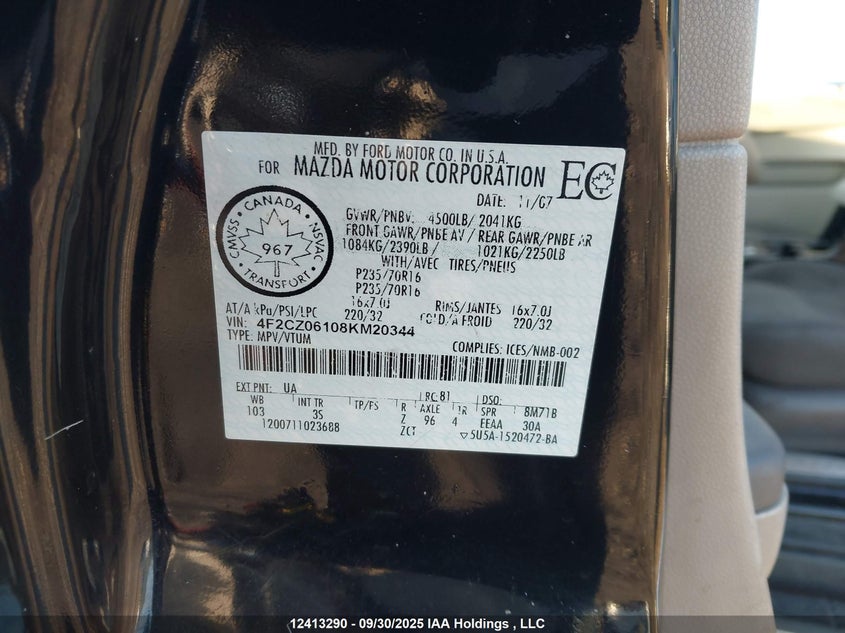 MFD. BY FORD MOTOR CO. IN U.S.A.
FOR MAZDA MOTOR CORPORATION
EC
DATE: 11/07
CMVSS · CANADA · NSVAC
967
TRANSPORT
GVWR/PNBV: 4500LB/ 2041KG
FRONT GAWR/PNBE AV / REAR GAWR/PNBE AR
1084KG/2390LB / 1021KG/2250LB
WITH/AVEC TIRES/PNEUS
P235/70R16
P235/70R16
16x7.0J RIMS/JANTES 16x7.0J
AT/A kPa/PSI/LPC 220/32 COLD/A FROID 220/32
VIN: 4F2CZ06108KM20344
TYPE: MPV/VTUM COMPLIES: ICES/NMB-002
EXT PNT: UA RC:81 DSO:
WB INT TR TP/PS R AXLE TR SPR 8M71B
103 3S Z 96 4 EEAA 30A
1200711023688 ZCT 5U5A-1520472-BA
12413290 - 09/30/2025 IAA Holdings , LLC